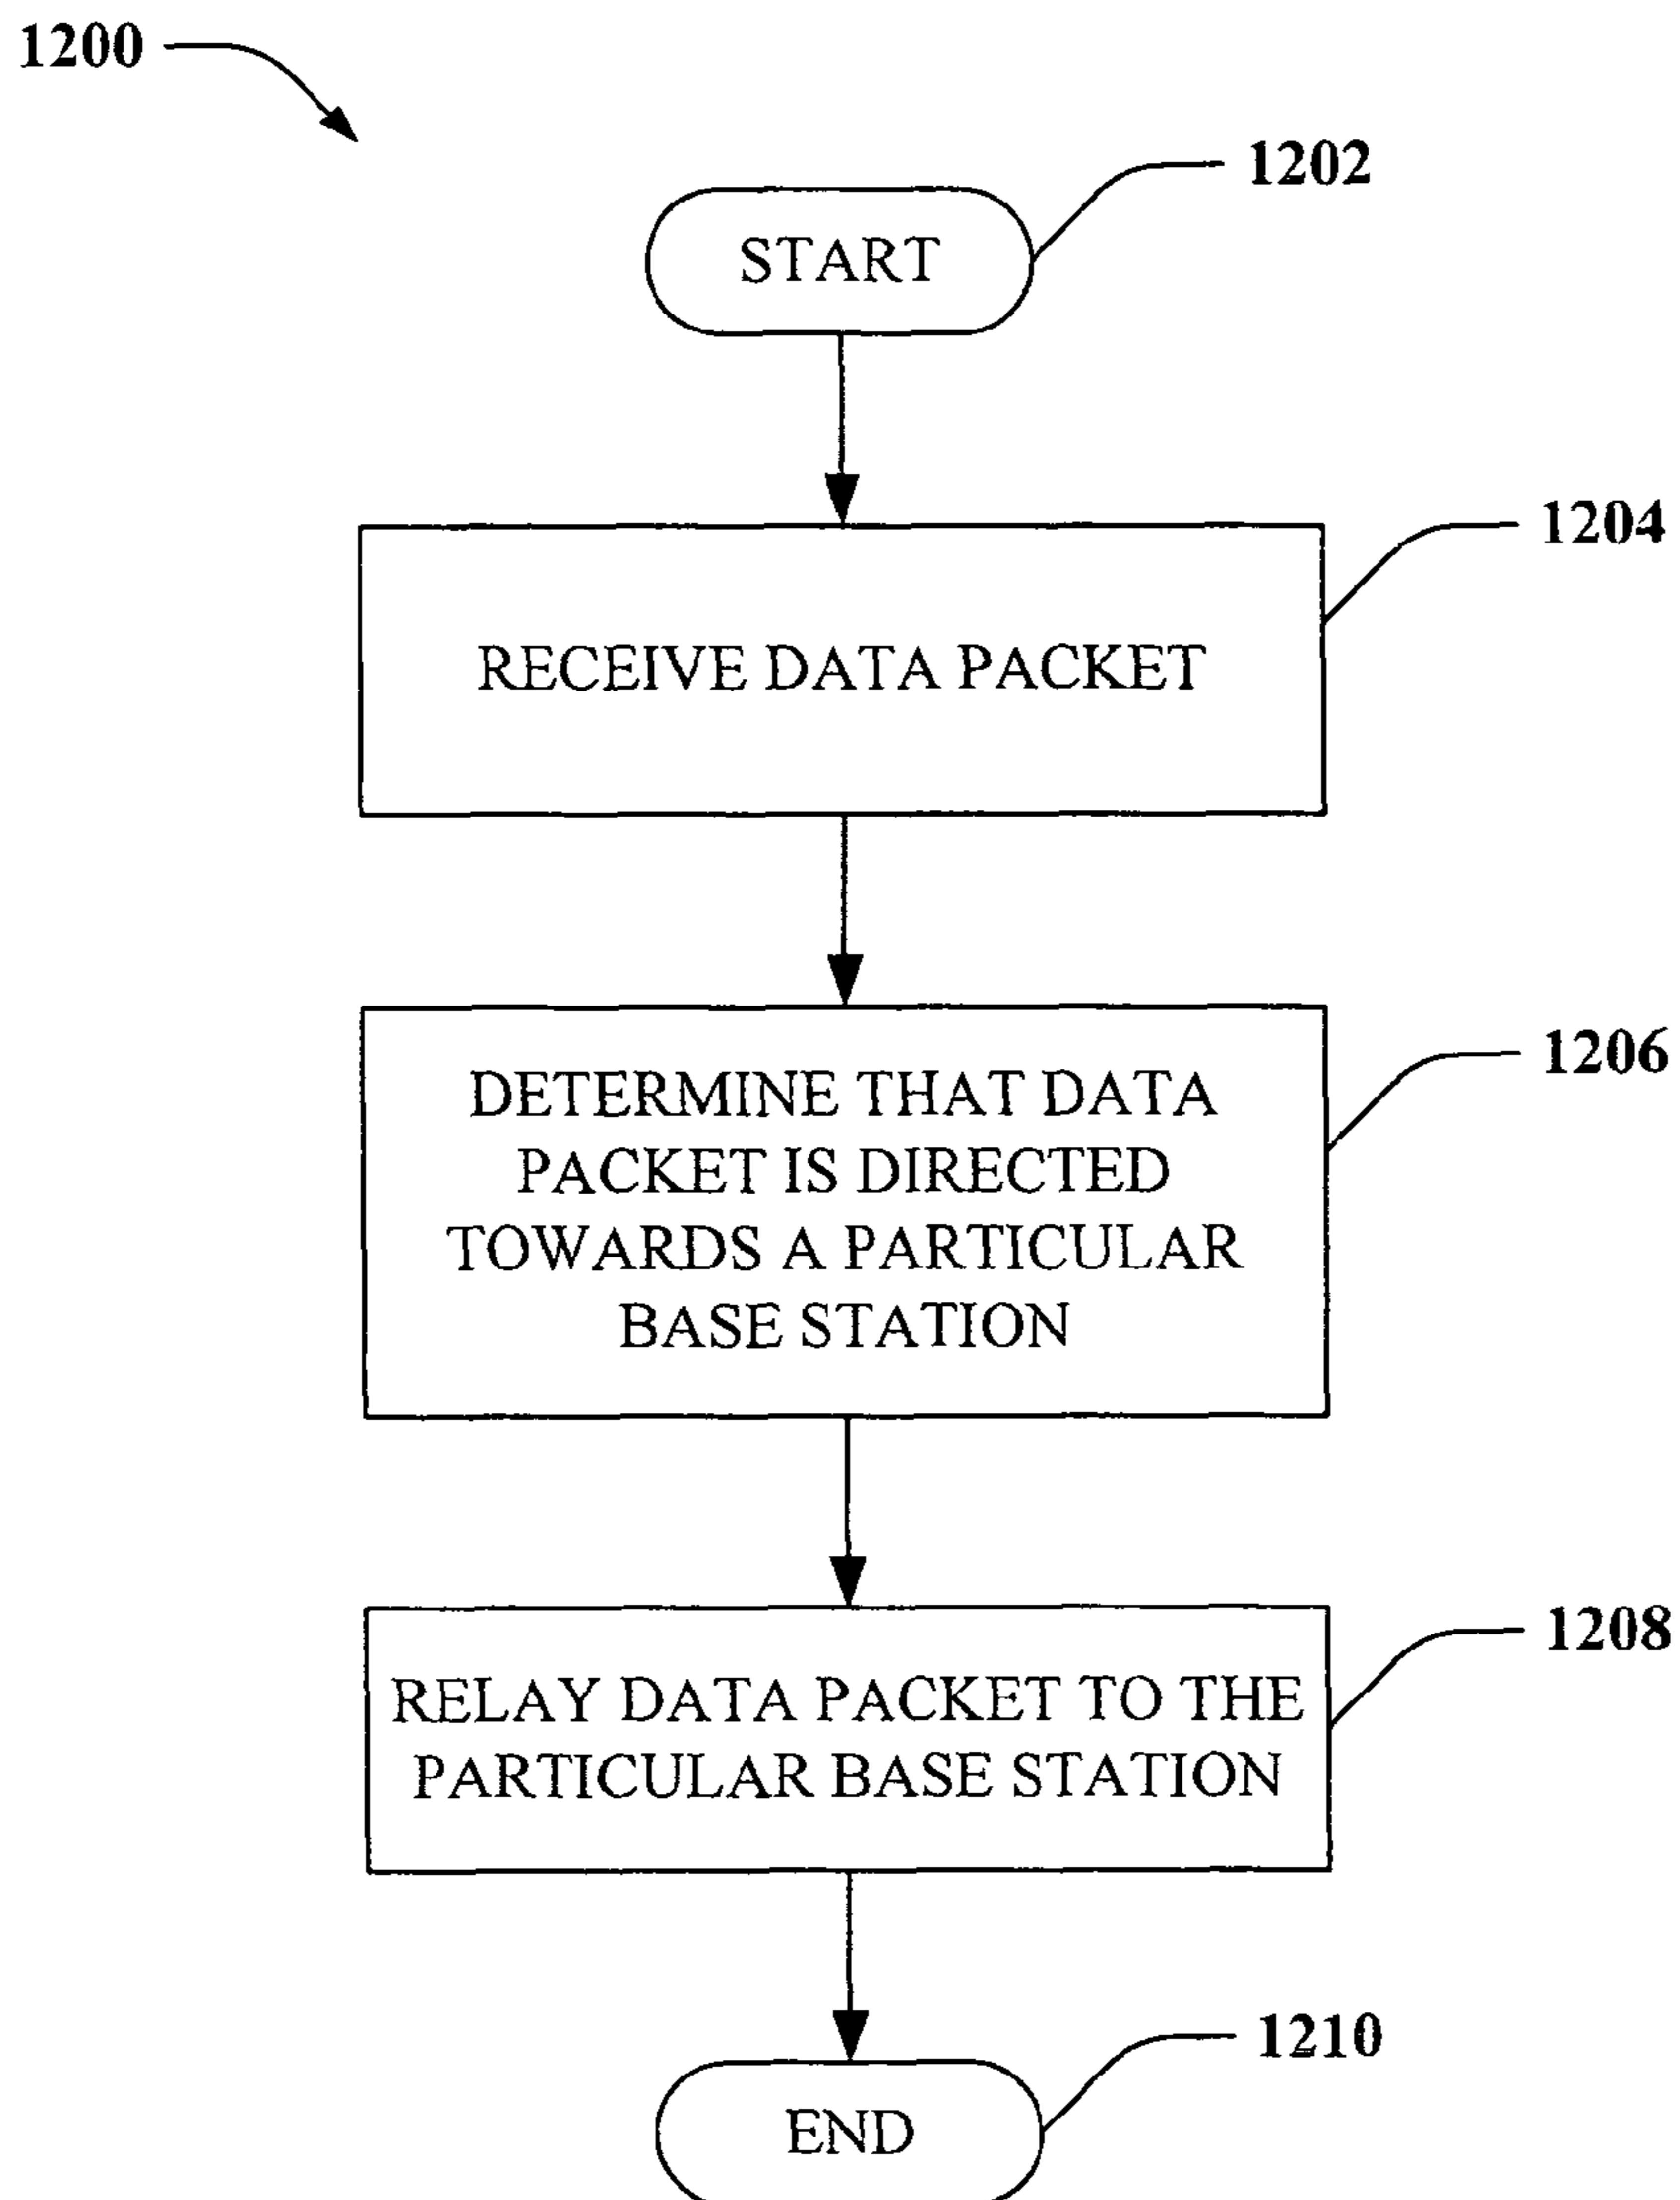 1200
1202
START
1204
RECEIVE DATA PACKET
1206
DETERMINE THAT DATA
PACKET IS DIRECTED
TOWARDS A PARTICULAR
BASE STATION
1208
RELAY DATA PACKET TO THE
PARTICULAR BASE STATION
1210
END